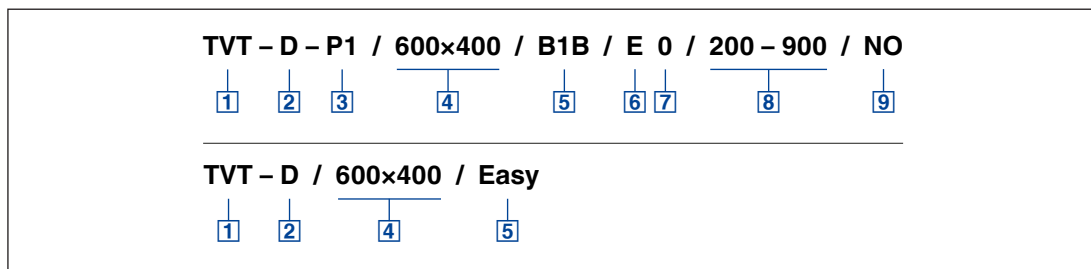 TVT – D – P1 / 600×400 / B1B / E 0 / 200 – 900 / NO
1 2 3 4 5 6 7 8 9
TVT – D / 600×400 / Easy
1 2 4 5